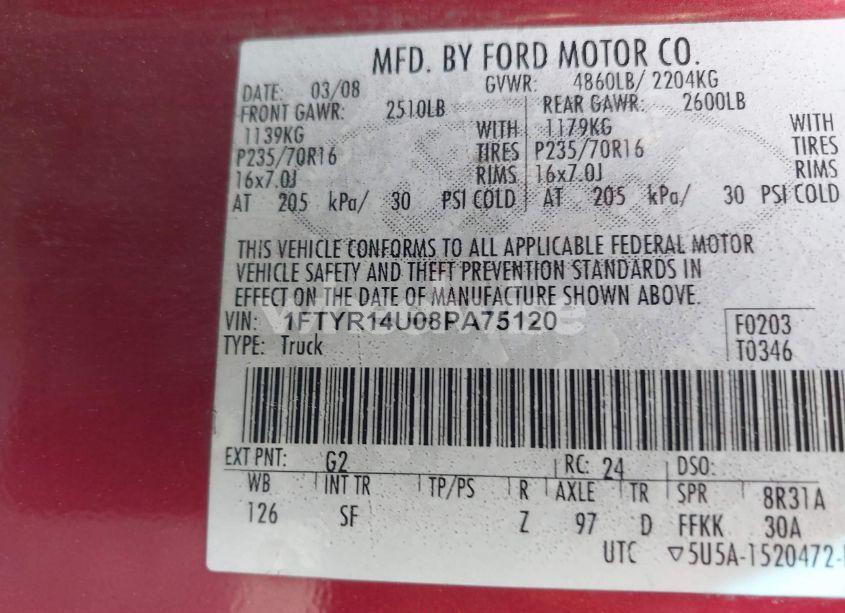 MFD. BY FORD MOTOR CO.
DATE: 03/08 GVWR: 4860LB/ 2204KG
FRONT GAWR: 2510LB REAR GAWR: 2600LB
1139KG WITH 1179KG WITH
P235/70R16 TIRES P235/70R16 TIRES
16x7.0J RIMS 16x7.0J RIMS
AT 205 kPa/ 30 PSI COLD AT 205 kPa/ 30 PSI COLD
THIS VEHICLE CONFORMS TO ALL APPLICABLE FEDERAL MOTOR
VEHICLE SAFETY AND THEFT PREVENTION STANDARDS IN
EFFECT ON THE DATE OF MANUFACTURE SHOWN ABOVE.
VIN: 1FTYR14U08PA75120 F0203
TYPE: Truck T0346
EXT PNT: G2 RC: 24 DSO:
WB INT TR TP/PS R AXLE TR SPR 8R31A
126 SF Z 97 D FFKK 30A
UTC ▽5U5A-1520472-